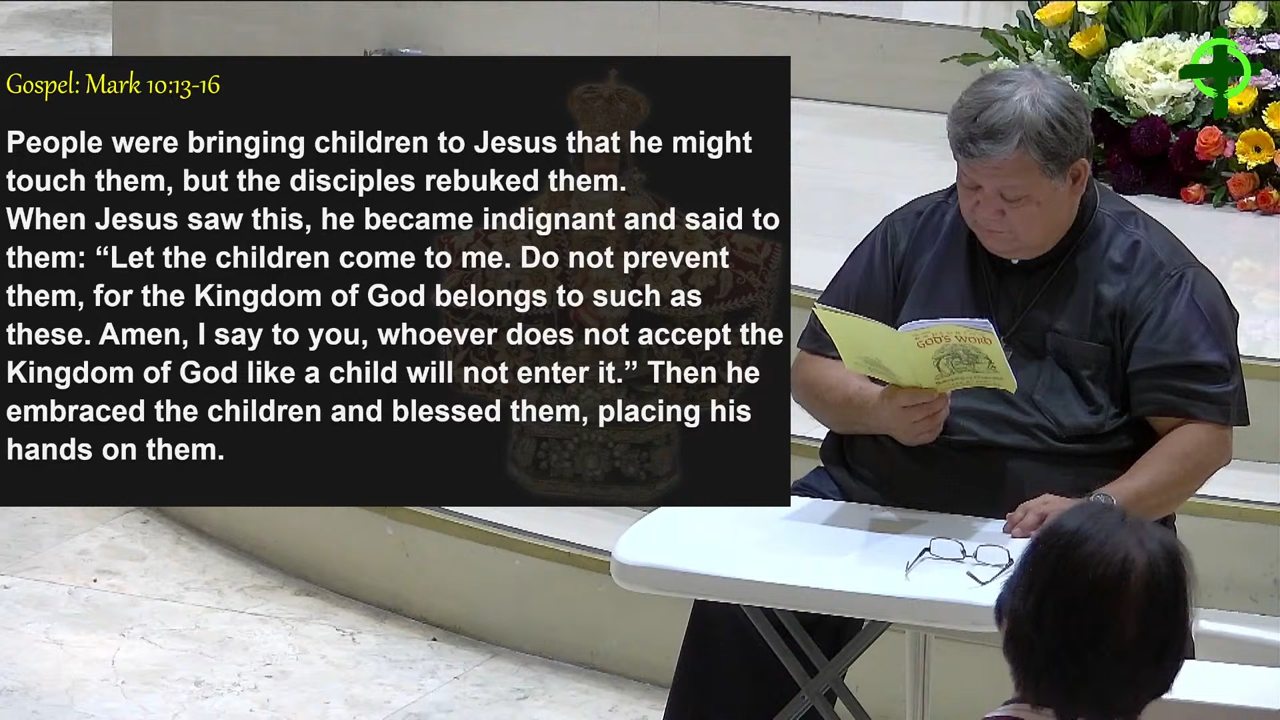 Gospel: Mark 10:13-16
People were bringing children to Jesus that he might
touch them, but the disciples rebuked them.
When Jesus saw this, he became indignant and said to
them: “Let the children come to me. Do not prevent
them, for the Kingdom of God belongs to such as
these. Amen, I say to you, whoever does not accept the
Kingdom of God like a child will not enter it.” Then he
embraced the children and blessed them, placing his
hands on them.
GOD'S WORD